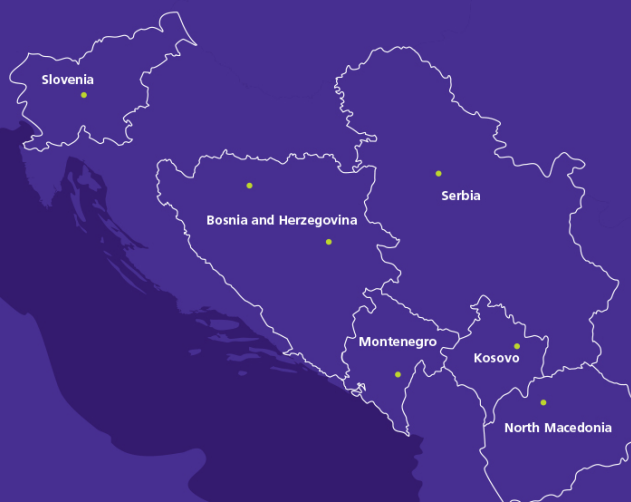 Slovenia
Serbia
Bosnia and Herzegovina
Montenegro
Kosovo
North Macedonia